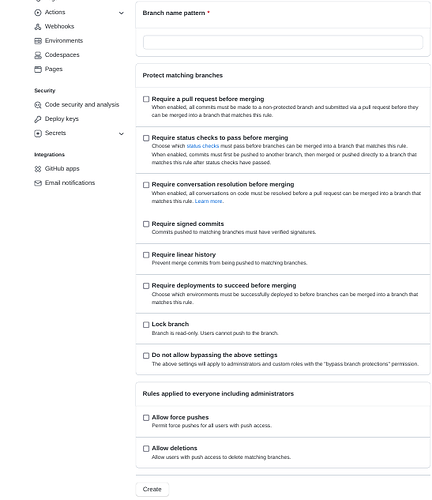 Actions
Webhooks
Environments
Codespaces
Pages
Security
Code security and analysis
Deploy keys
Secrets
Integrations
GitHub apps
Email notifications
Branch name pattern *
Protect matching branches
Require a pull request before merging
When enabled, all commits must be made to a non-protected branch and submitted via a pull request before they
can be merged into a branch that matches this rule.
Require status checks to pass before merging
Choose which status checks must pass before branches can be merged into a branch that matches this rule.
When enabled, commits must first be pushed to another branch, then merged or pushed directly to a branch that
matches this rule after status checks have passed.
Require conversation resolution before merging
When enabled, all conversations on code must be resolved before a pull request can be merged into a branch that
matches this rule. Learn more.
Require signed commits
Commits pushed to matching branches must have verified signatures.
Require linear history
Prevent merge commits from being pushed to matching branches.
Require deployments to succeed before merging
Choose which environments must be successfully deployed to before branches can be merged into a branch that
matches this rule.
Lock branch
Branch is read-only. Users cannot push to the branch.
Do not allow bypassing the above settings
The above settings will apply to administrators and custom roles with the "bypass branch protections" permission.
Rules applied to everyone including administrators
Allow force pushes
Permit force pushes for all users with push access.
Allow deletions
Allow users with push access to delete matching branches.
Create